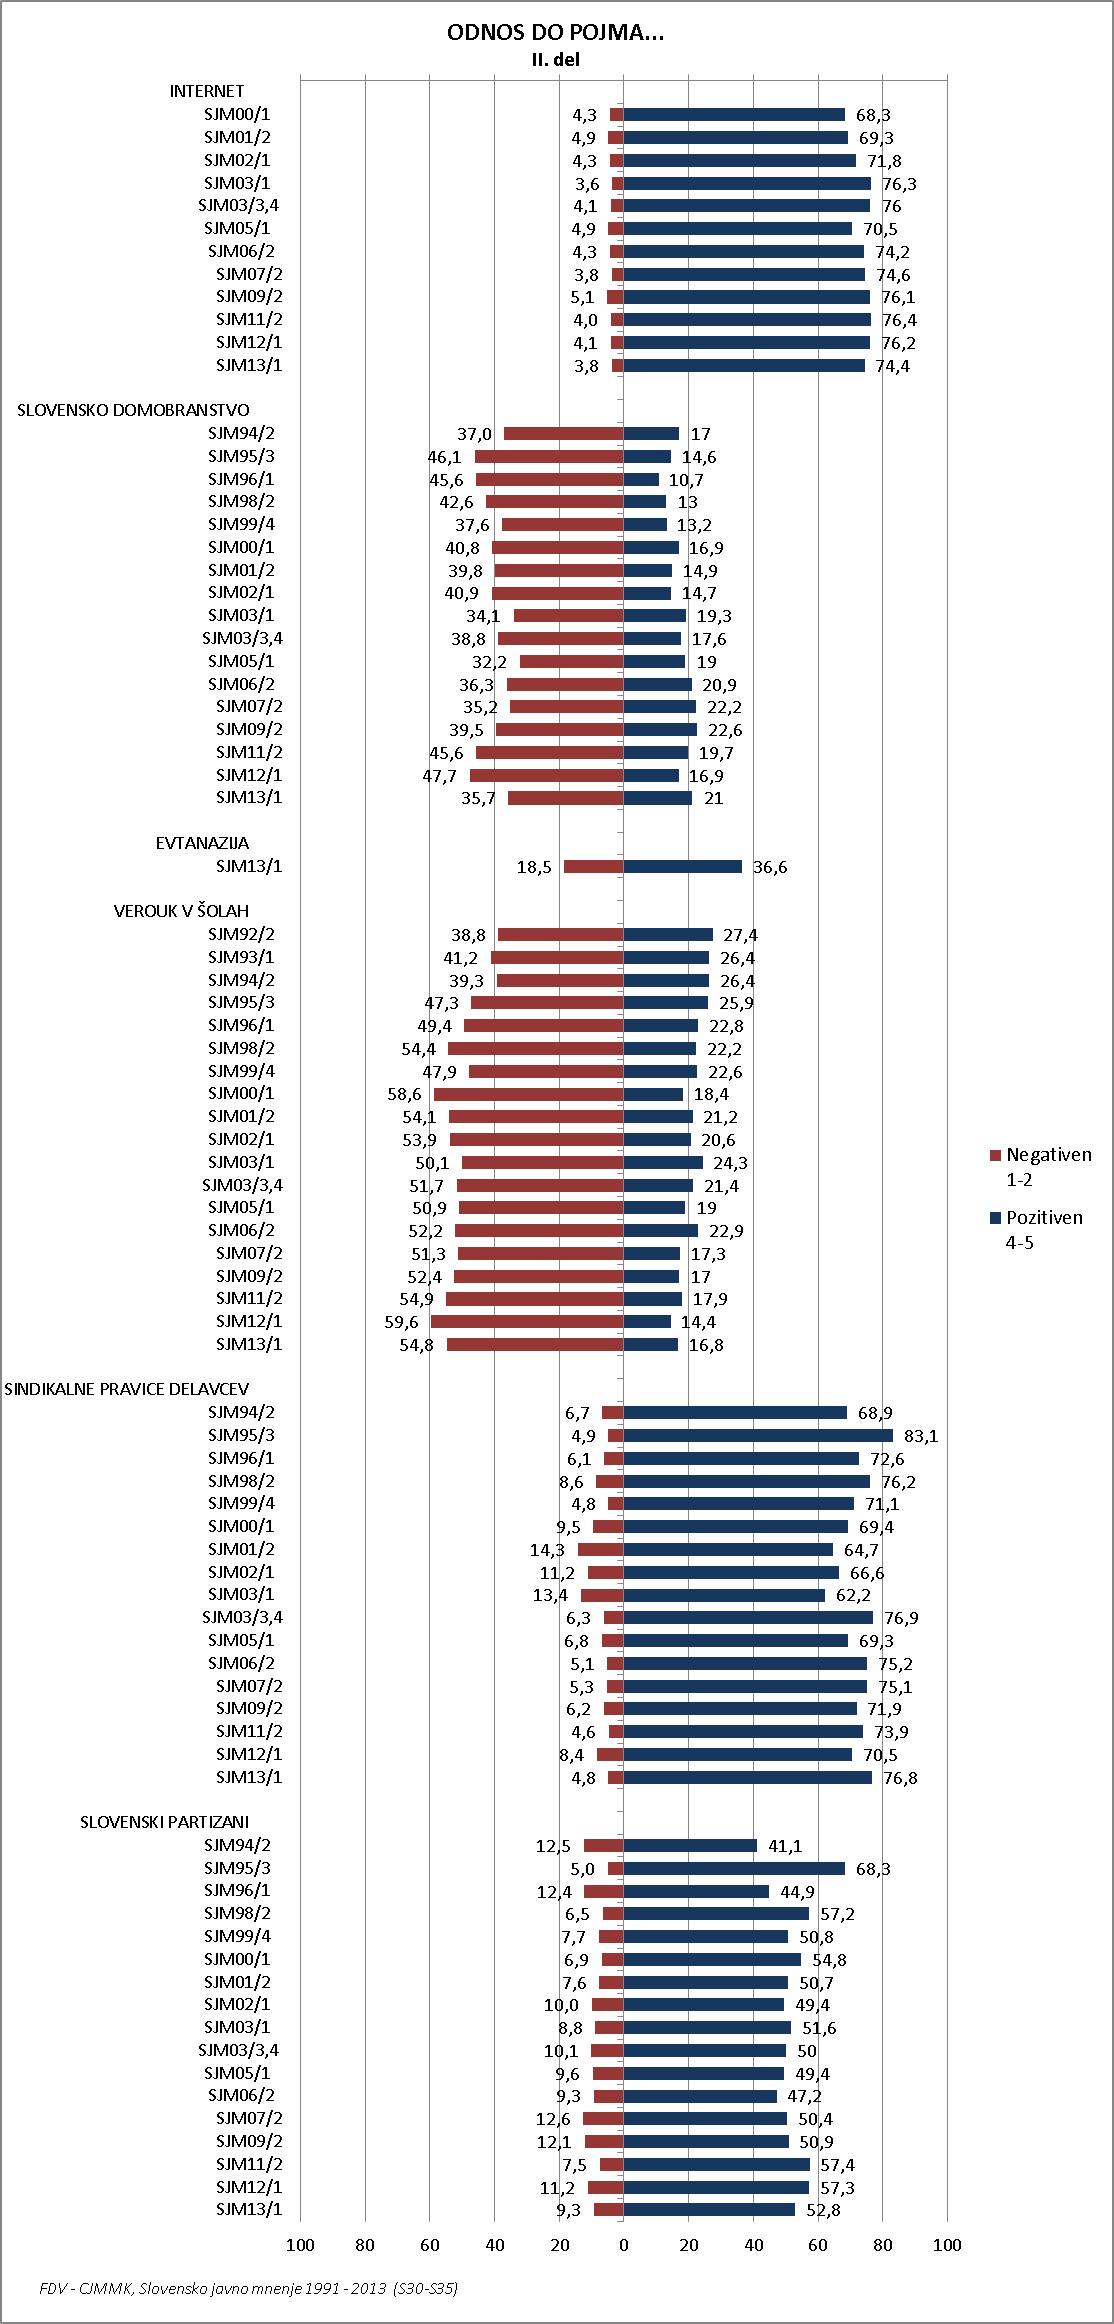 ODNOS DO POJMA...
II. del
INTERNET
SJM00/1 4,3 68,3
SJM01/2 4,9 69,3
SJM02/1 4,3 71,8
SJM03/1 3,6 76,3
SJM03/3,4 4,1 76
SJM05/1 4,9 70,5
SJM06/2 4,3 74,2
SJM07/2 3,8 74,6
SJM09/2 5,1 76,1
SJM11/2 4,0 76,4
SJM12/1 4,1 76,2
SJM13/1 3,8 74,4
SLOVENSKO DOMOBRANSTVO
SJM94/2 37,0 17
SJM95/3 46,1 14,6
SJM96/1 45,6 10,7
SJM98/2 42,6 13
SJM99/4 37,6 13,2
SJM00/1 40,8 16,9
SJM01/2 39,8 14,9
SJM02/1 40,9 14,7
SJM03/1 34,1 19,3
SJM03/3,4 38,8 17,6
SJM05/1 32,2 19
SJM06/2 36,3 20,9
SJM07/2 35,2 22,2
SJM09/2 39,5 22,6
SJM11/2 45,6 19,7
SJM12/1 47,7 16,9
SJM13/1 35,7 21
EVTANAZIJA
SJM13/1 18,5 36,6
VEROUK V ŠOLAH
SJM92/2 38,8 27,4
SJM93/1 41,2 26,4
SJM94/2 39,3 26,4
SJM95/3 47,3 25,9
SJM96/1 49,4 22,8
SJM98/2 54,4 22,2
SJM99/4 47,9 22,6
SJM00/1 58,6 18,4
SJM01/2 54,1 21,2
SJM02/1 53,9 20,6
SJM03/1 50,1 24,3
SJM03/3,4 51,7 21,4
SJM05/1 50,9 19
SJM06/2 52,2 22,9
SJM07/2 51,3 17,3
SJM09/2 52,4 17
SJM11/2 54,9 17,9
SJM12/1 59,6 14,4
SJM13/1 54,8 16,8
Negativen
1-2
Pozitiven
4-5
SINDIKALNE PRAVICE DELAVCEV
SJM94/2 6,7 68,9
SJM95/3 4,9 83,1
SJM96/1 6,1 72,6
SJM98/2 8,6 76,2
SJM99/4 4,8 71,1
SJM00/1 9,5 69,4
SJM01/2 14,3 64,7
SJM02/1 11,2 66,6
SJM03/1 13,4 62,2
SJM03/3,4 6,3 76,9
SJM05/1 6,8 69,3
SJM06/2 5,1 75,2
SJM07/2 5,3 75,1
SJM09/2 6,2 71,9
SJM11/2 4,6 73,9
SJM12/1 8,4 70,5
SJM13/1 4,8 76,8
SLOVENSKI PARTIZANI
SJM94/2 12,5 41,1
SJM95/3 5,0 68,3
SJM96/1 12,4 44,9
SJM98/2 6,5 57,2
SJM99/4 7,7 50,8
SJM00/1 6,9 54,8
SJM01/2 7,6 50,7
SJM02/1 10,0 49,4
SJM03/1 8,8 51,6
SJM03/3,4 10,1 50
SJM05/1 9,6 49,4
SJM06/2 9,3 47,2
SJM07/2 12,6 50,4
SJM09/2 12,1 50,9
SJM11/2 7,5 57,4
SJM12/1 11,2 57,3
SJM13/1 9,3 52,8
100 80 60 40 20 0 20 40 60 80 100
FDV - CJMMK, Slovensko javno mnenje 1991 - 2013 (S30-S35)